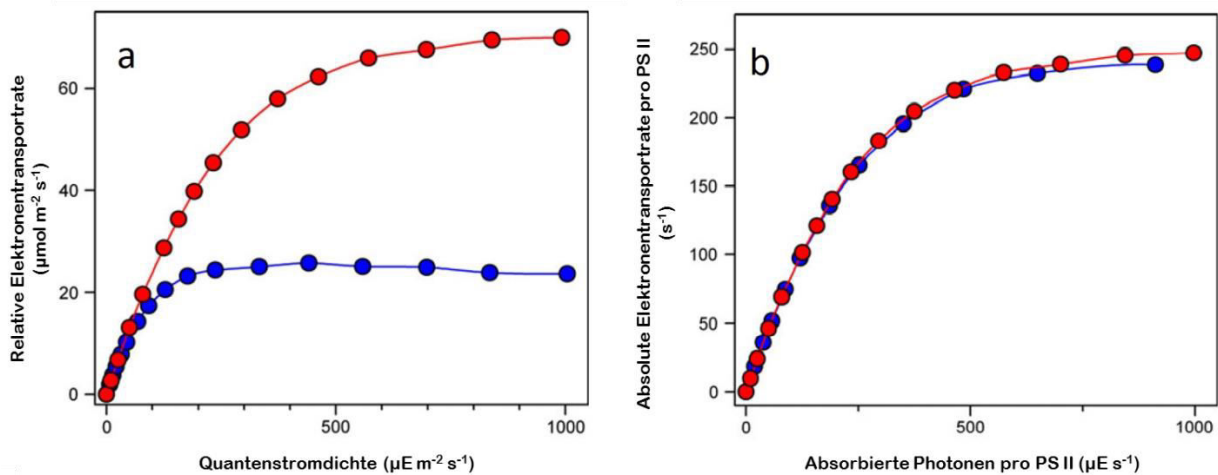 a
Relative Elektronentransportrate
(µmol m⁻² s⁻¹)
60
40
20
0
0
500
1000
Quantenstromdichte (µE m⁻² s⁻¹)
b
Absolute Elektronentransportrate pro PS II
(s⁻¹)
250
200
150
100
50
0
0
500
1000
Absorbierte Photonen pro PS II (µE s⁻¹)